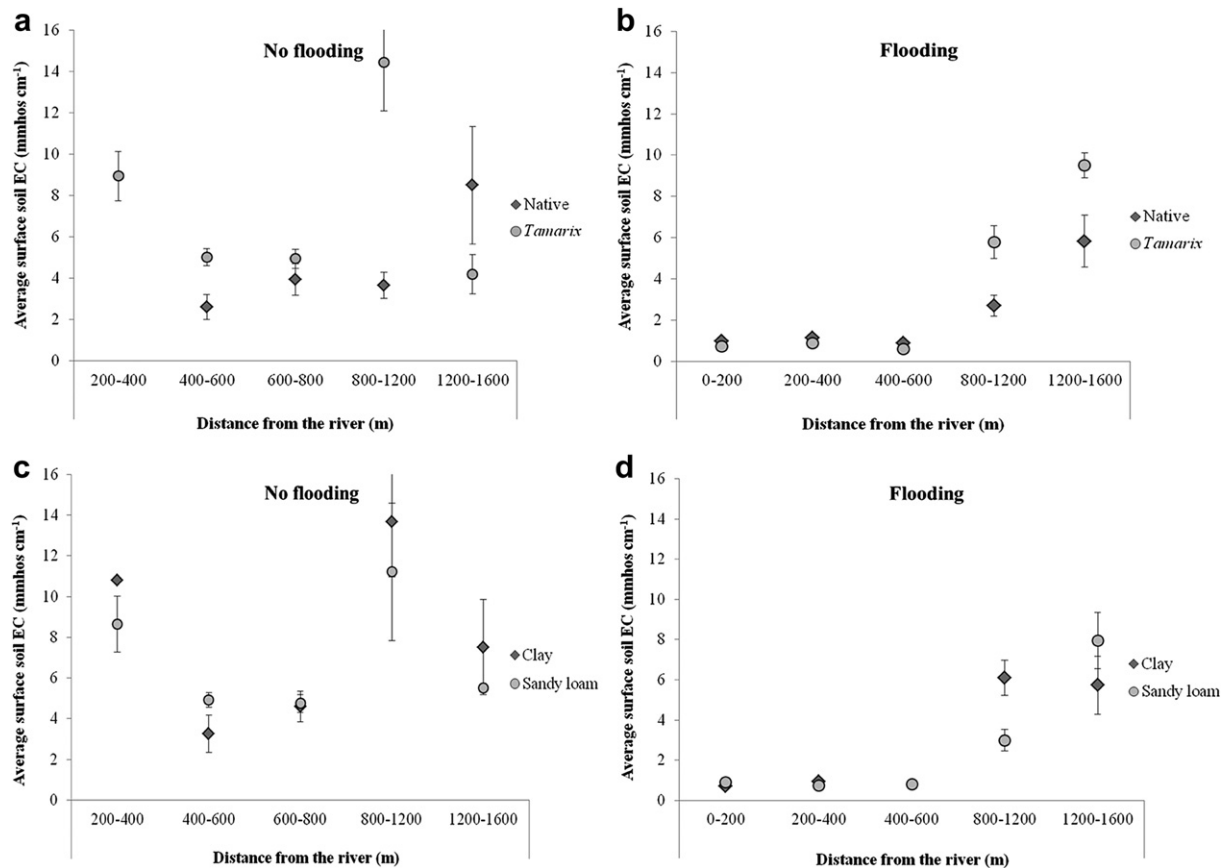 a
No flooding
Average surface soil EC (mmhos cm-1)
16
14
12
10
8
6
4
2
0
Native
Tamarix
200-400
400-600
600-800
800-1200
1200-1600
Distance from the river (m)
b
Flooding
Average surface soil EC (mmhos cm-1)
16
14
12
10
8
6
4
2
0
Native
Tamarix
0-200
200-400
400-600
800-1200
1200-1600
Distance from the river (m)
c
No flooding
Average surface soil EC (mmhos cm-1)
16
14
12
10
8
6
4
2
0
Clay
Sandy loam
200-400
400-600
600-800
800-1200
1200-1600
Distance from the river (m)
d
Flooding
Average surface soil EC (mmhos cm-1)
16
14
12
10
8
6
4
2
0
Clay
Sandy loam
0-200
200-400
400-600
800-1200
1200-1600
Distance from the river (m)